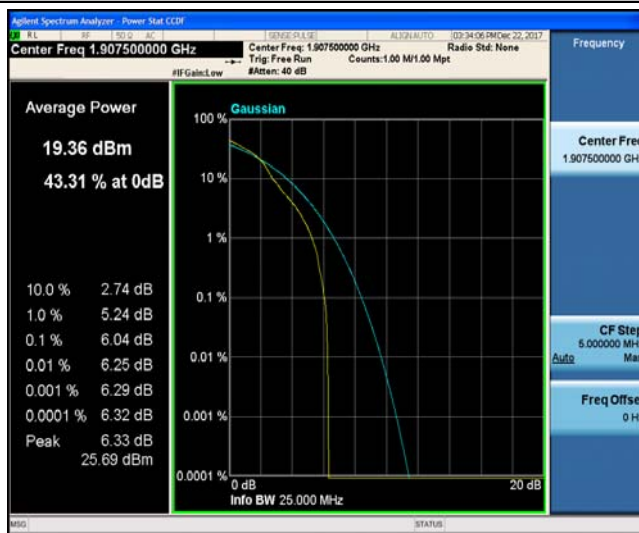 Agilent Spectrum Analyzer - Power Stat CCDF
RL RF 50 Ω AC SENSE:PULSE ALIGN AUTO 03:34:06 PM Dec 22, 2017
Center Freq 1.907500000 GHz
Center Freq: 1.907500000 GHz Radio Std: None
Trig: Free Run Counts:1.00 M/1.00 Mpt
#IFGain:Low #Atten: 40 dB
Frequency
Average Power
19.36 dBm
43.31 % at 0dB
10.0 % 2.74 dB
1.0 % 5.24 dB
0.1 % 6.04 dB
0.01 % 6.25 dB
0.001 % 6.29 dB
0.0001 % 6.32 dB
Peak 6.33 dB
25.69 dBm
Gaussian
100 %
10 %
1 %
0.1 %
0.01 %
0.001 %
0.0001 %
0 dB 20 dB
Info BW 25.000 MHz
Center Fre
1.907500000 GH
CF Step
5.000000 MH
Auto Ma
Freq Offse
0 H
MSG STATUS